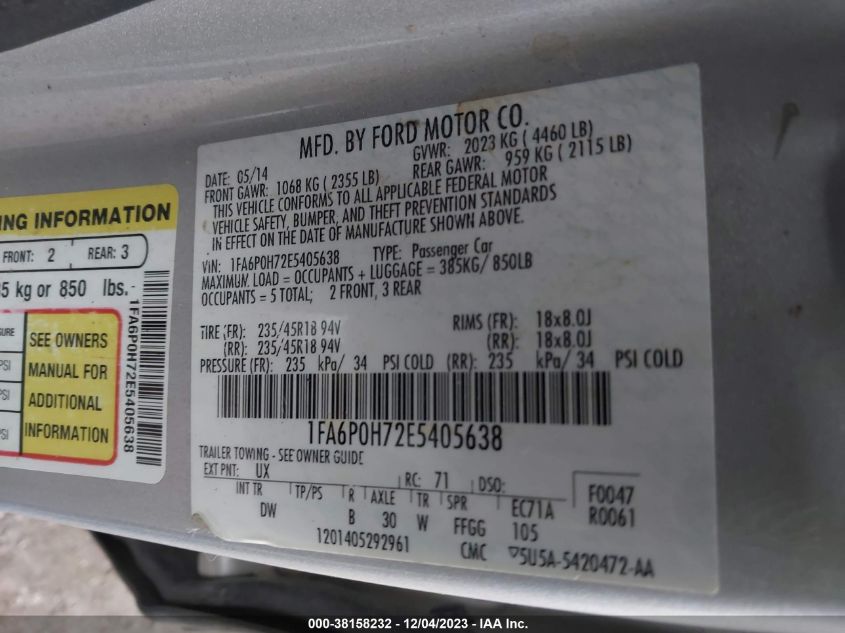 MFD. BY FORD MOTOR CO.
DATE: 05/14 GVWR: 2023 KG ( 4460 LB)
FRONT GAWR: 1068 KG ( 2355 LB) REAR GAWR: 959 KG ( 2115 LB)
THIS VEHICLE CONFORMS TO ALL APPLICABLE FEDERAL MOTOR
VEHICLE SAFETY, BUMPER, AND THEFT PREVENTION STANDARDS
IN EFFECT ON THE DATE OF MANUFACTURE SHOWN ABOVE.
VIN: 1FA6P0H72E5405638 TYPE: Passenger Car
MAXIMUM LOAD = OCCUPANTS + LUGGAGE = 385KG/ 850LB
OCCUPANTS = 5 TOTAL; 2 FRONT, 3 REAR
TIRE (FR): 235/45R18 94V RIMS (FR): 18x8.0J
(RR): 235/45R18 94V (RR): 18x8.0J
PRESSURE (FR): 235 kPa/ 34 PSI COLD (RR): 235 kPa/ 34 PSI COLD
1FA6P0H72E5405638
TRAILER TOWING - SEE OWNER GUIDE
EXT PNT: UX RC: 71 DSO:
INT TR TP/PS R AXLE TR SPR EC71A F0047
DW B 30 W FFGG 105 R0061
1201405292961 CMC 5U5A-5420472-AA
NG INFORMATION
FRONT: 2 REAR: 3
5 kg or 850 lbs.
1FA6P0H72E5405638
SURE
PSI
PSI
PSI
SEE OWNERS
MANUAL FOR
ADDITIONAL
INFORMATION
000-38158232 - 12/04/2023 - IAA Inc.